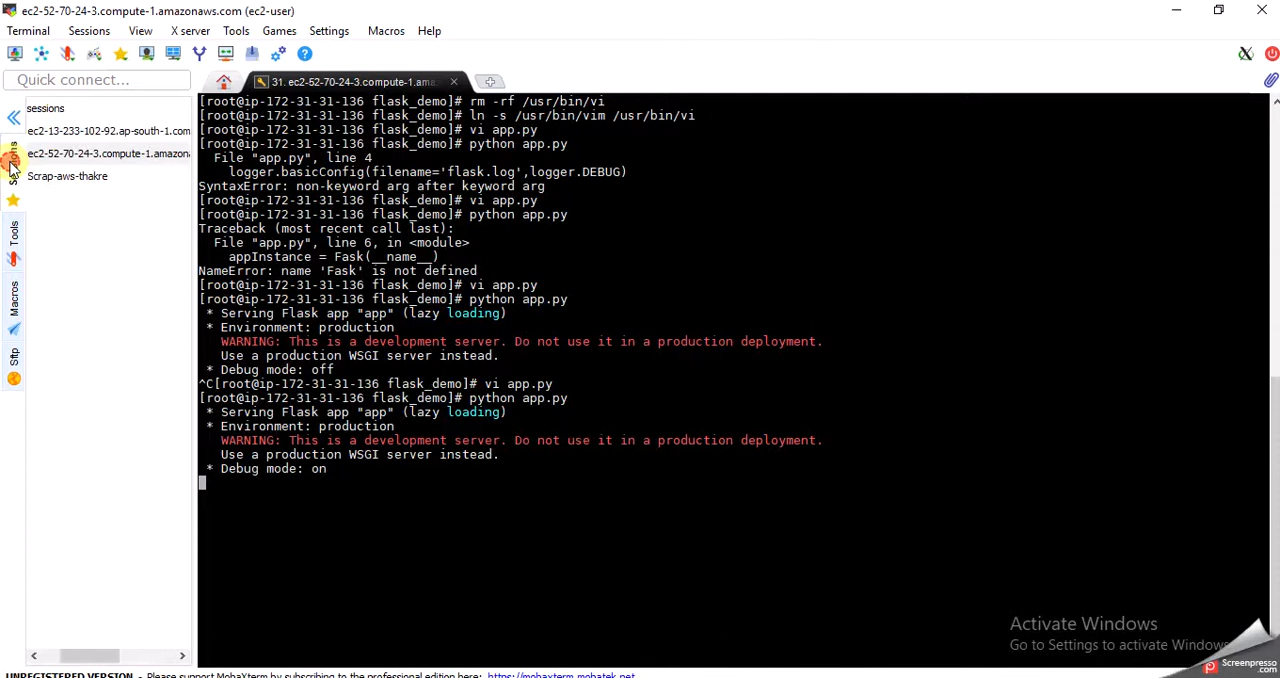 ec2-52-70-24-3.compute-1.amazonaws.com (ec2-user)
Terminal Sessions View X server Tools Games Settings Macros Help
Quick connect...
31. ec2-52-70-24-3.compute-1.ama...
sessions
ec2-13-233-102-92.ap-south-1.com
ec2-52-70-24-3.compute-1.amazona
Scrap-aws-thakre
Tools
Macros
Sftp
[root@ip-172-31-31-136 flask_demo]# rm -rf /usr/bin/vi
[root@ip-172-31-31-136 flask_demo]# ln -s /usr/bin/vim /usr/bin/vi
[root@ip-172-31-31-136 flask_demo]# vi app.py
[root@ip-172-31-31-136 flask_demo]# python app.py
File "app.py", line 4
logger.basicConfig(filename='flask.log',logger.DEBUG)
SyntaxError: non-keyword arg after keyword arg
[root@ip-172-31-31-136 flask_demo]# vi app.py
[root@ip-172-31-31-136 flask_demo]# python app.py
Traceback (most recent call last):
File "app.py", line 6, in <module>
appInstance = Fask(__name__)
NameError: name 'Fask' is not defined
[root@ip-172-31-31-136 flask_demo]# vi app.py
[root@ip-172-31-31-136 flask_demo]# python app.py
* Serving Flask app "app" (lazy loading)
* Environment: production
WARNING: This is a development server. Do not use it in a production deployment.
Use a production WSGI server instead.
* Debug mode: off
^C[root@ip-172-31-31-136 flask_demo]# vi app.py
[root@ip-172-31-31-136 flask_demo]# python app.py
* Serving Flask app "app" (lazy loading)
* Environment: production
WARNING: This is a development server. Do not use it in a production deployment.
Use a production WSGI server instead.
* Debug mode: on
Activate Windows
Go to Settings to activate Windows
Screenpresso
.com
UNREGISTERED VERSION - Please support MobaXterm by subscribing to the professional edition here: https://mobaxterm.mobatek.net